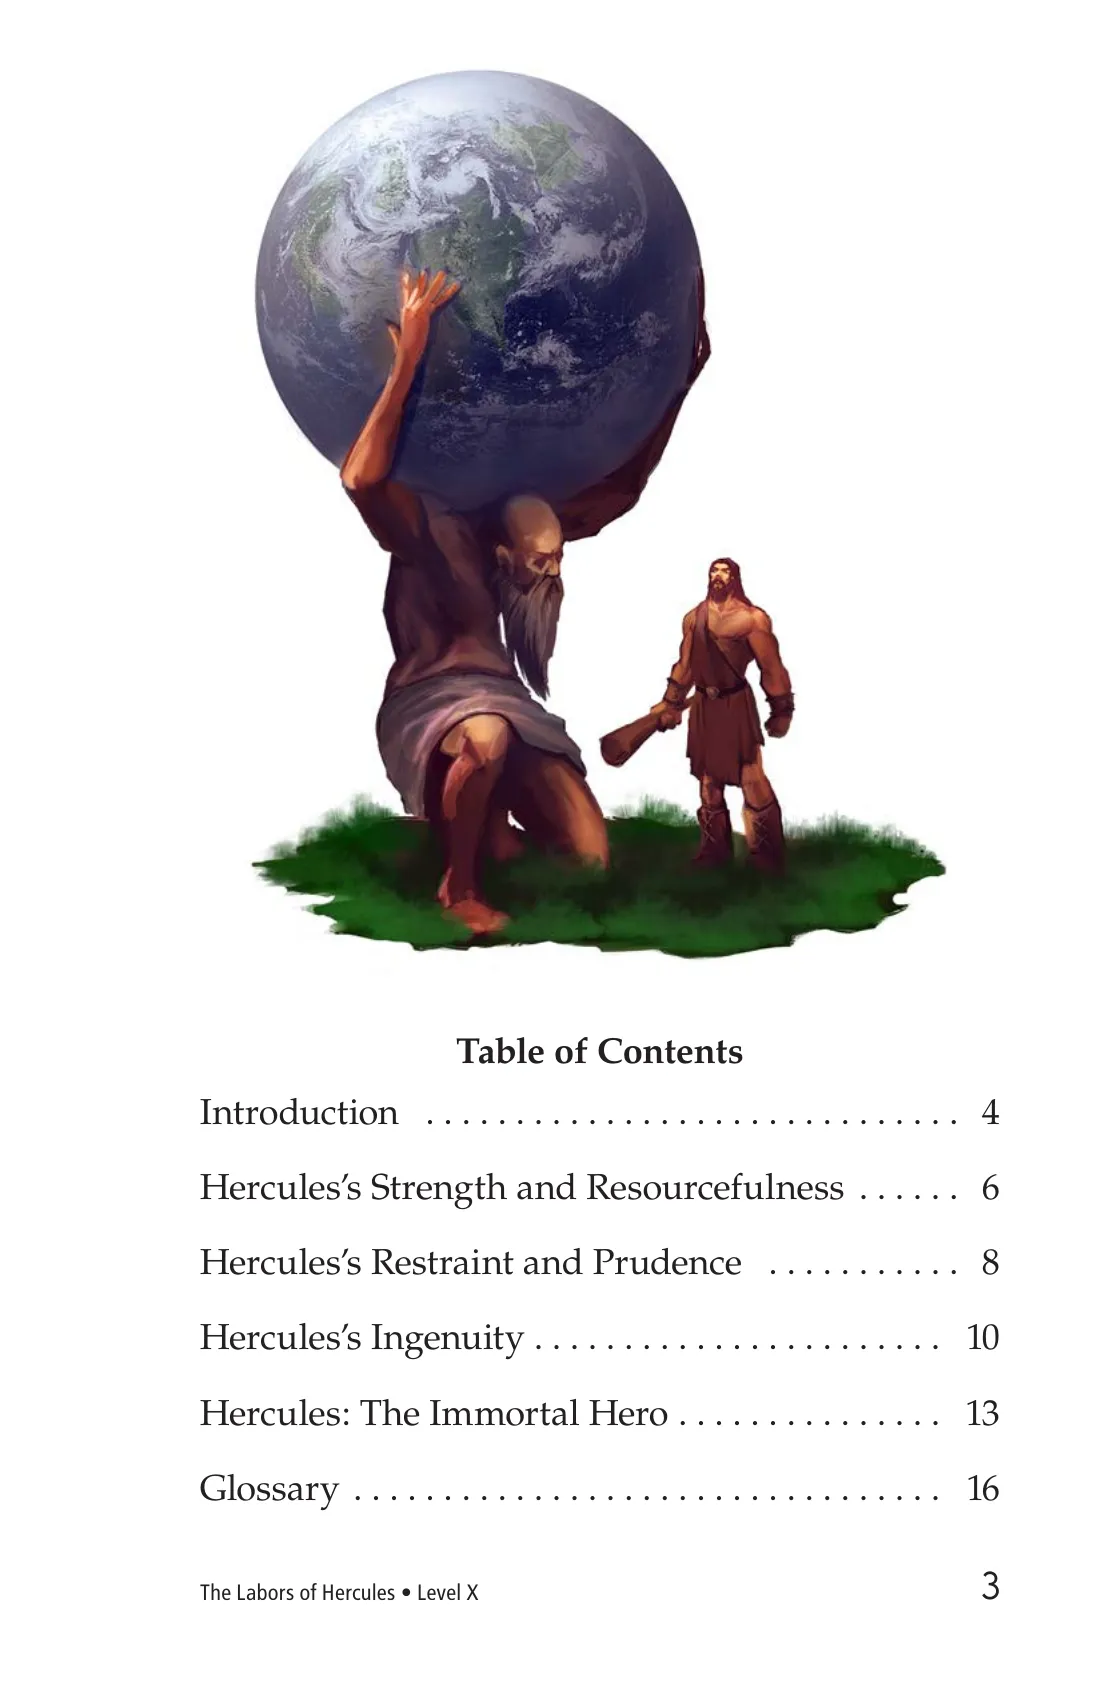 Table of Contents
Introduction . . . . . . . . . . . . . . . . . . . . . . . . . . . . . . 4
Hercules’s Strength and Resourcefulness . . . . . . 6
Hercules’s Restraint and Prudence . . . . . . . . . . . 8
Hercules’s Ingenuity . . . . . . . . . . . . . . . . . . . . . . . 10
Hercules: The Immortal Hero . . . . . . . . . . . . . . . 13
Glossary . . . . . . . . . . . . . . . . . . . . . . . . . . . . . . . . . 16
The Labors of Hercules • Level X 3